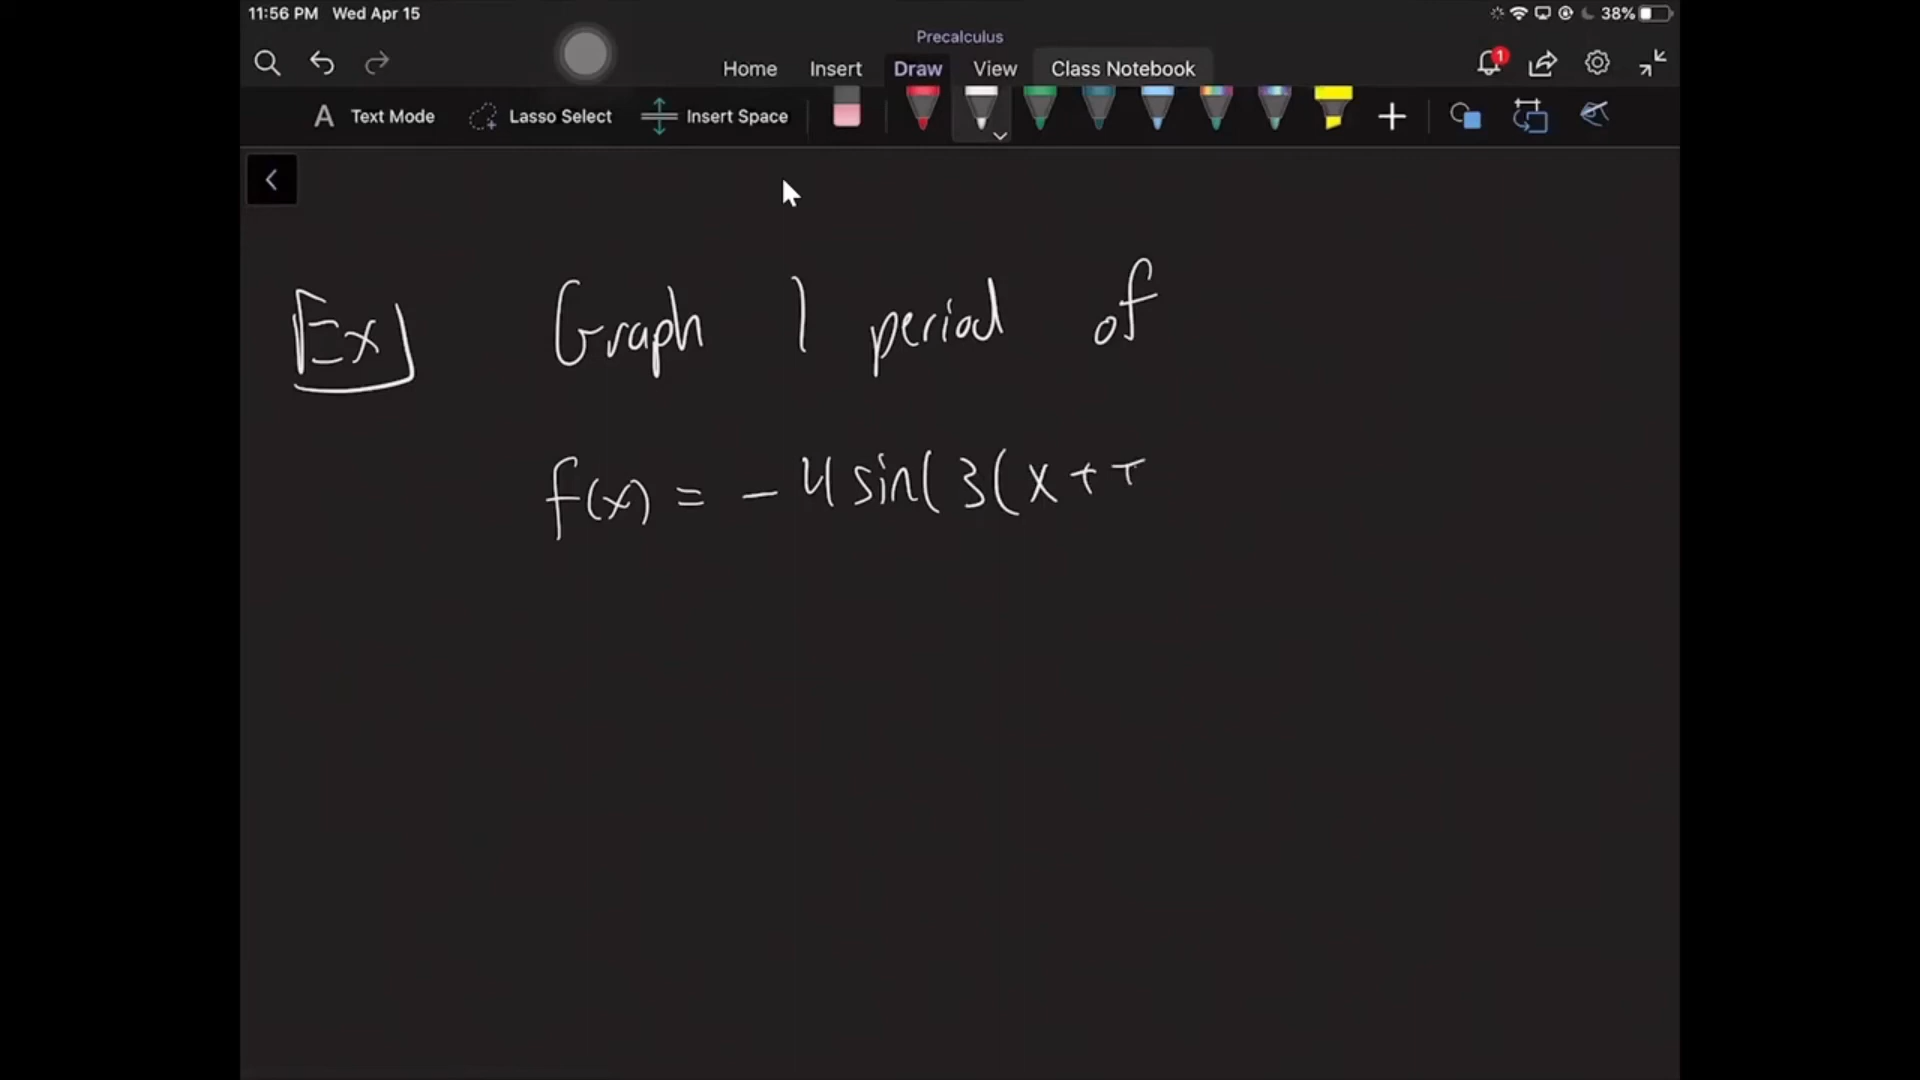 11:56 PM Wed Apr 15
38%
Precalculus
Home Insert Draw View Class Notebook
1
A Text Mode Lasso Select Insert Space
Ex Graph 1 period of
f(x) = - 4 sin( 3( x +